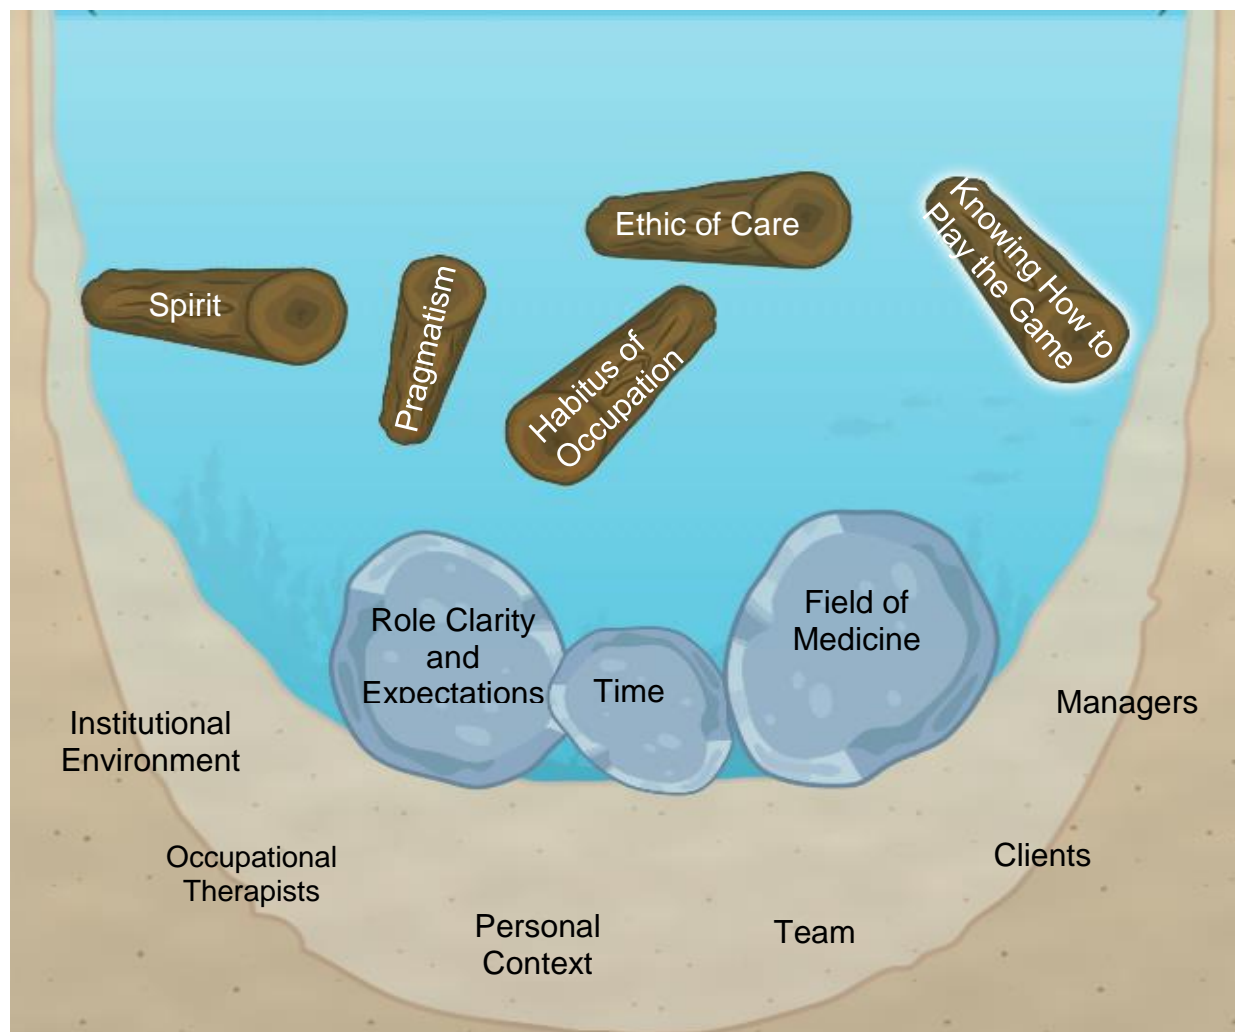 Spirit
Pragmatism
Ethic of Care
Habitus of
Occupation
Knowing How to
Play the Game
Role Clarity
and
Expectations
Time
Field of
Medicine
Institutional
Environment
Occupational
Therapists
Personal
Context
Team
Clients
Managers